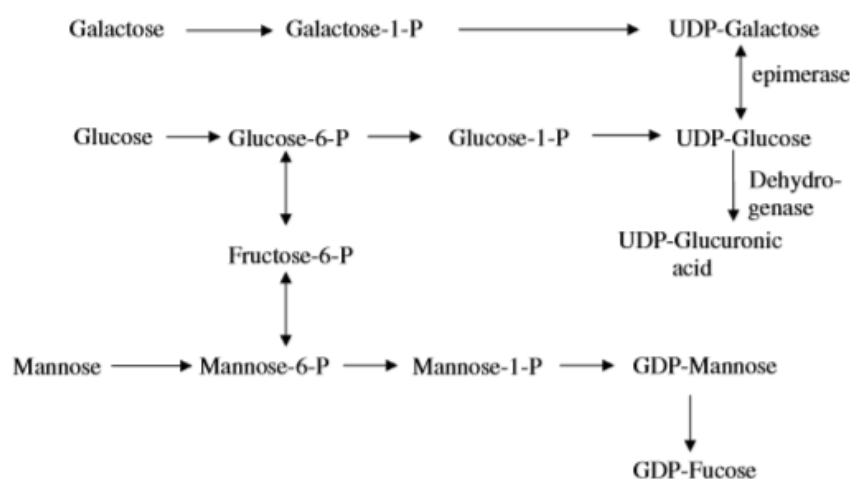 Galactose Galactose-1-P UDP-Galactose
epimerase
Glucose Glucose-6-P Glucose-1-P UDP-Glucose
Dehydro-
genase
UDP-Glucuronic
acid
Fructose-6-P
Mannose Mannose-6-P Mannose-1-P GDP-Mannose
GDP-Fucose